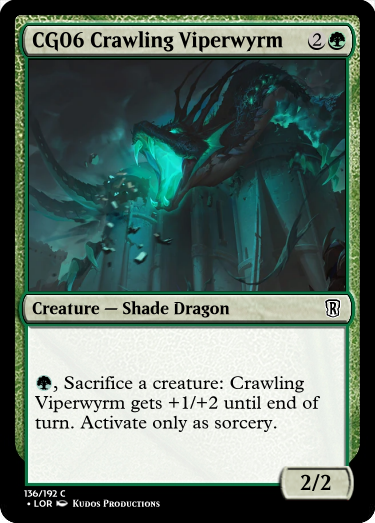 CG06 Crawling Viperwyrm 2
Creature — Shade Dragon R
, Sacrifice a creature: Crawling
Viperwyrm gets +1/+2 until end of
turn. Activate only as sorcery.
2/2
136/192 C
• LOR Kudos Productions